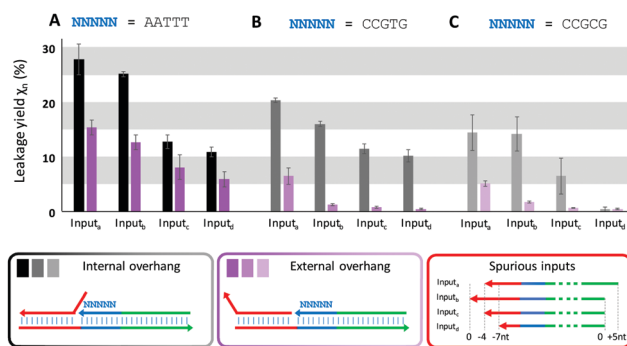 A NNNNN = AATTT
B NNNNN = CCGTG
C NNNNN = CCGCG
Leakage yield χn (%)
30
20
10
0
Inputa Inputb Inputc Inputd
Inputa Inputb Inputc Inputd
Inputa Inputb Inputc Inputd
Internal overhang
NNNNN
External overhang
NNNNN
Spurious inputs
Inputa
Inputb
Inputc
Inputd
0 -4 -7nt 0 +5nt